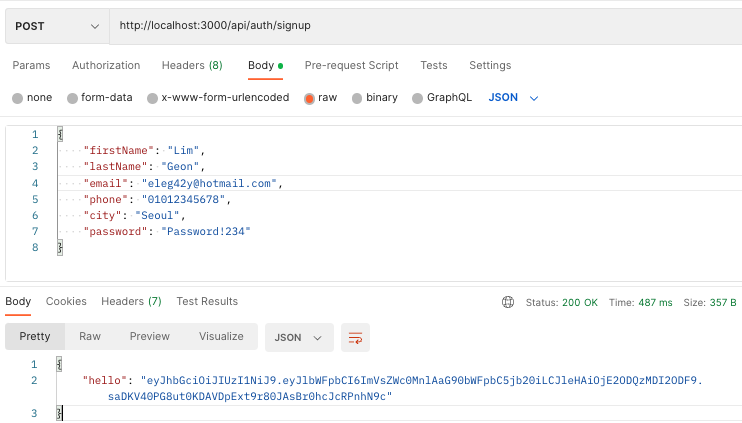 POST http://localhost:3000/api/auth/signup
Params Authorization Headers (8) Body Pre-request Script Tests Settings
none form-data x-www-form-urlencoded raw binary GraphQL JSON
1 {
2 "firstName": "Lim",
3 "lastName": "Geon",
4 "email": "eleg42y@hotmail.com",
5 "phone": "01012345678",
6 "city": "Seoul",
7 "password": "Password!234"
8 }
Body Cookies Headers (7) Test Results Status: 200 OK Time: 487 ms Size: 357 B
Pretty Raw Preview Visualize JSON
1 {
2 "hello": "eyJhbGciOiJIUzI1NiJ9.eyJlbWFpbCI6ImVsZWc0MnlAaG90bWFpbC5jb20iLCJleHAiOjE2ODQzMDI2ODF9.
saDKV40PG8ut0KDAVDpExt9r80JAsBr0hcJcRPnhN9c"
3 }